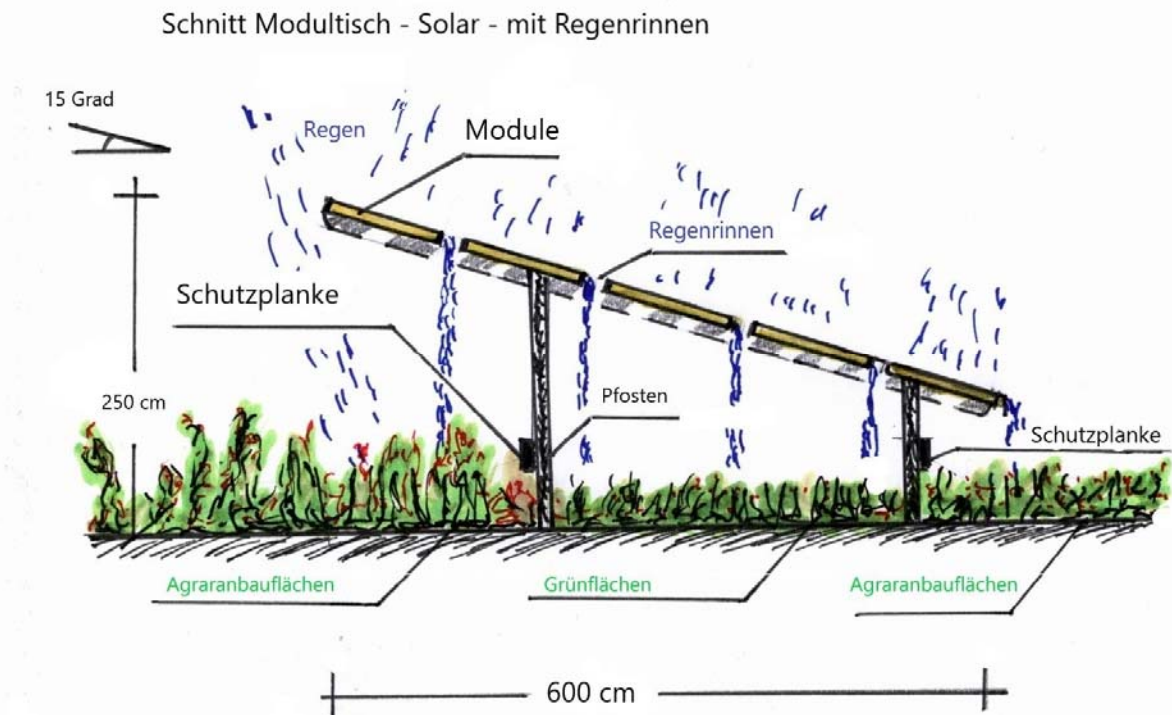 Schnitt Modultisch - Solar - mit Regenrinnen
15 Grad
Regen
Module
Regenrinnen
Schutzplanke
250 cm
Pfosten
Schutzplanke
Agraranbauflächen
Grünflächen
Agraranbauflächen
600 cm